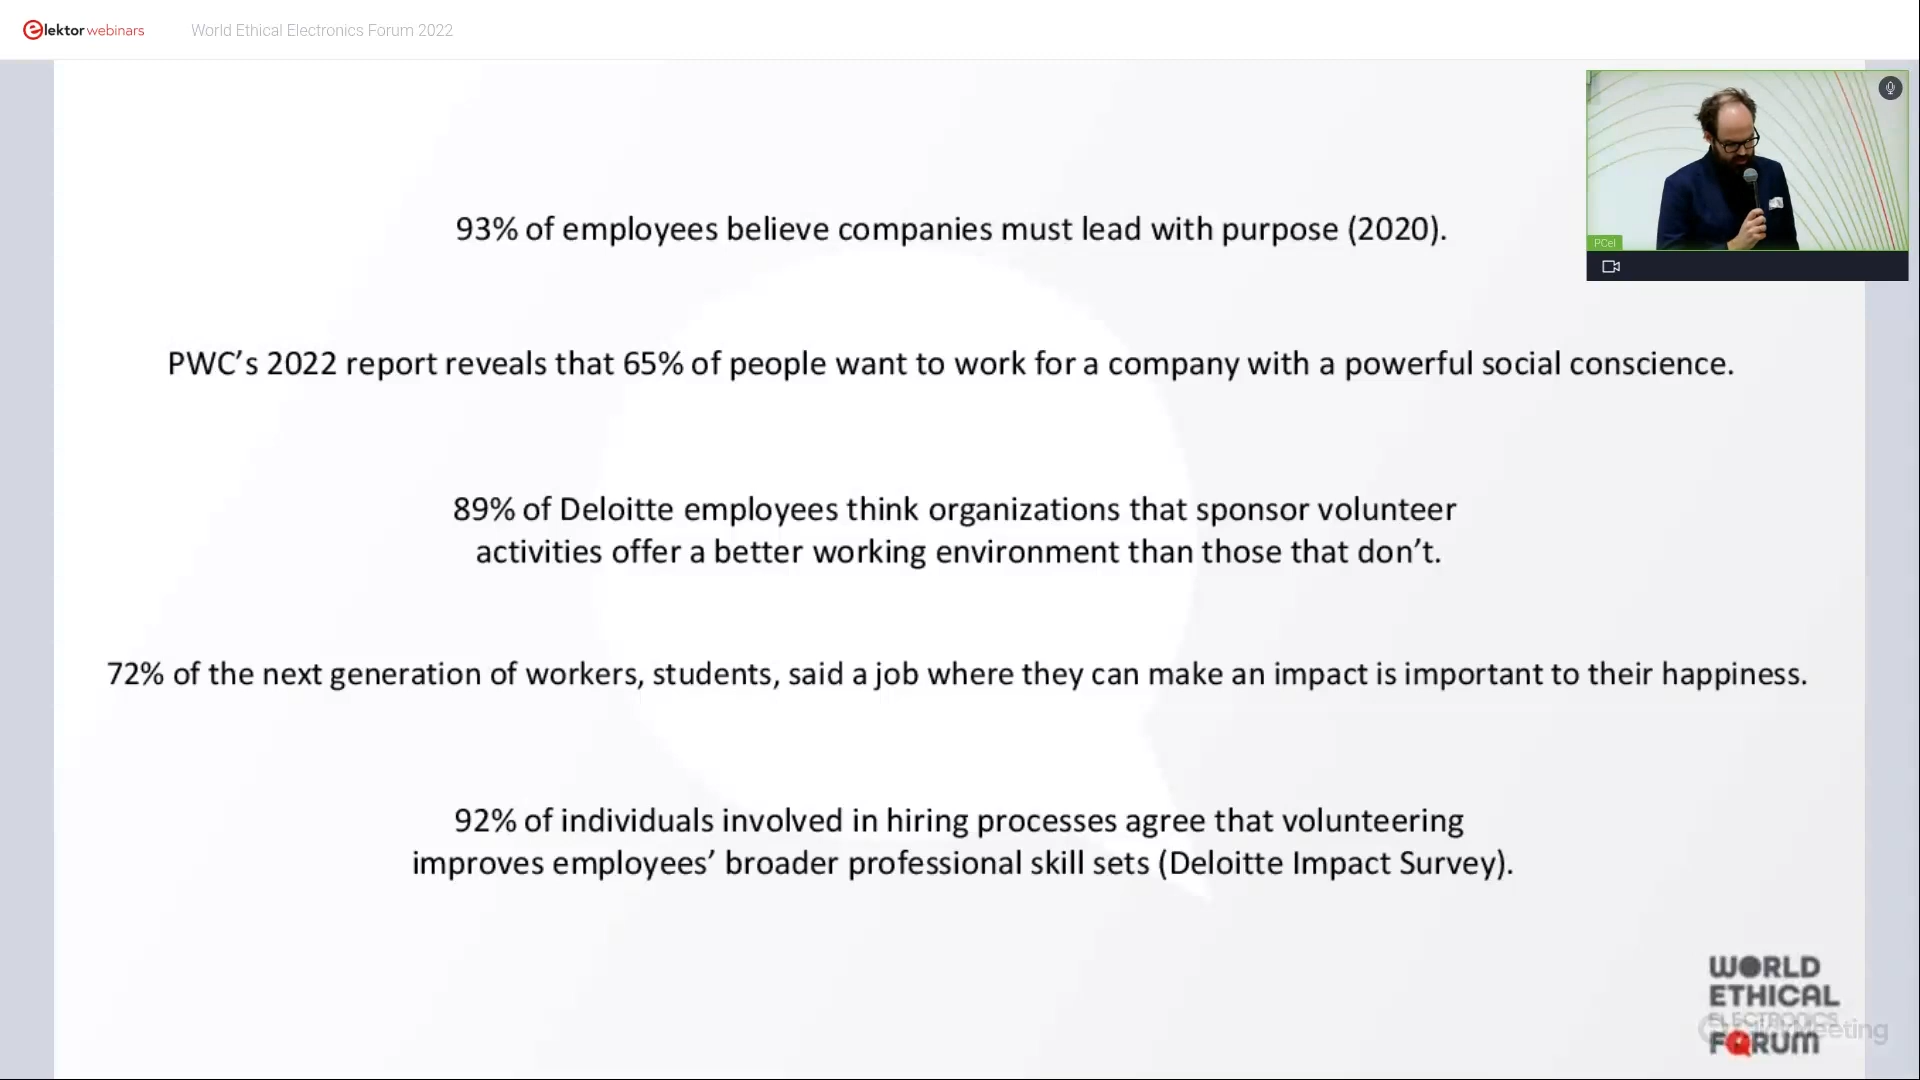 elektor webinars
World Ethical Electronics Forum 2022
93% of employees believe companies must lead with purpose (2020).
PCel
PWC’s 2022 report reveals that 65% of people want to work for a company with a powerful social conscience.
89% of Deloitte employees think organizations that sponsor volunteer
activities offer a better working environment than those that don’t.
72% of the next generation of workers, students, said a job where they can make an impact is important to their happiness.
92% of individuals involved in hiring processes agree that volunteering
improves employees’ broader professional skill sets (Deloitte Impact Survey).
WORLD
ETHICAL
ELECTRONICS
FORUM